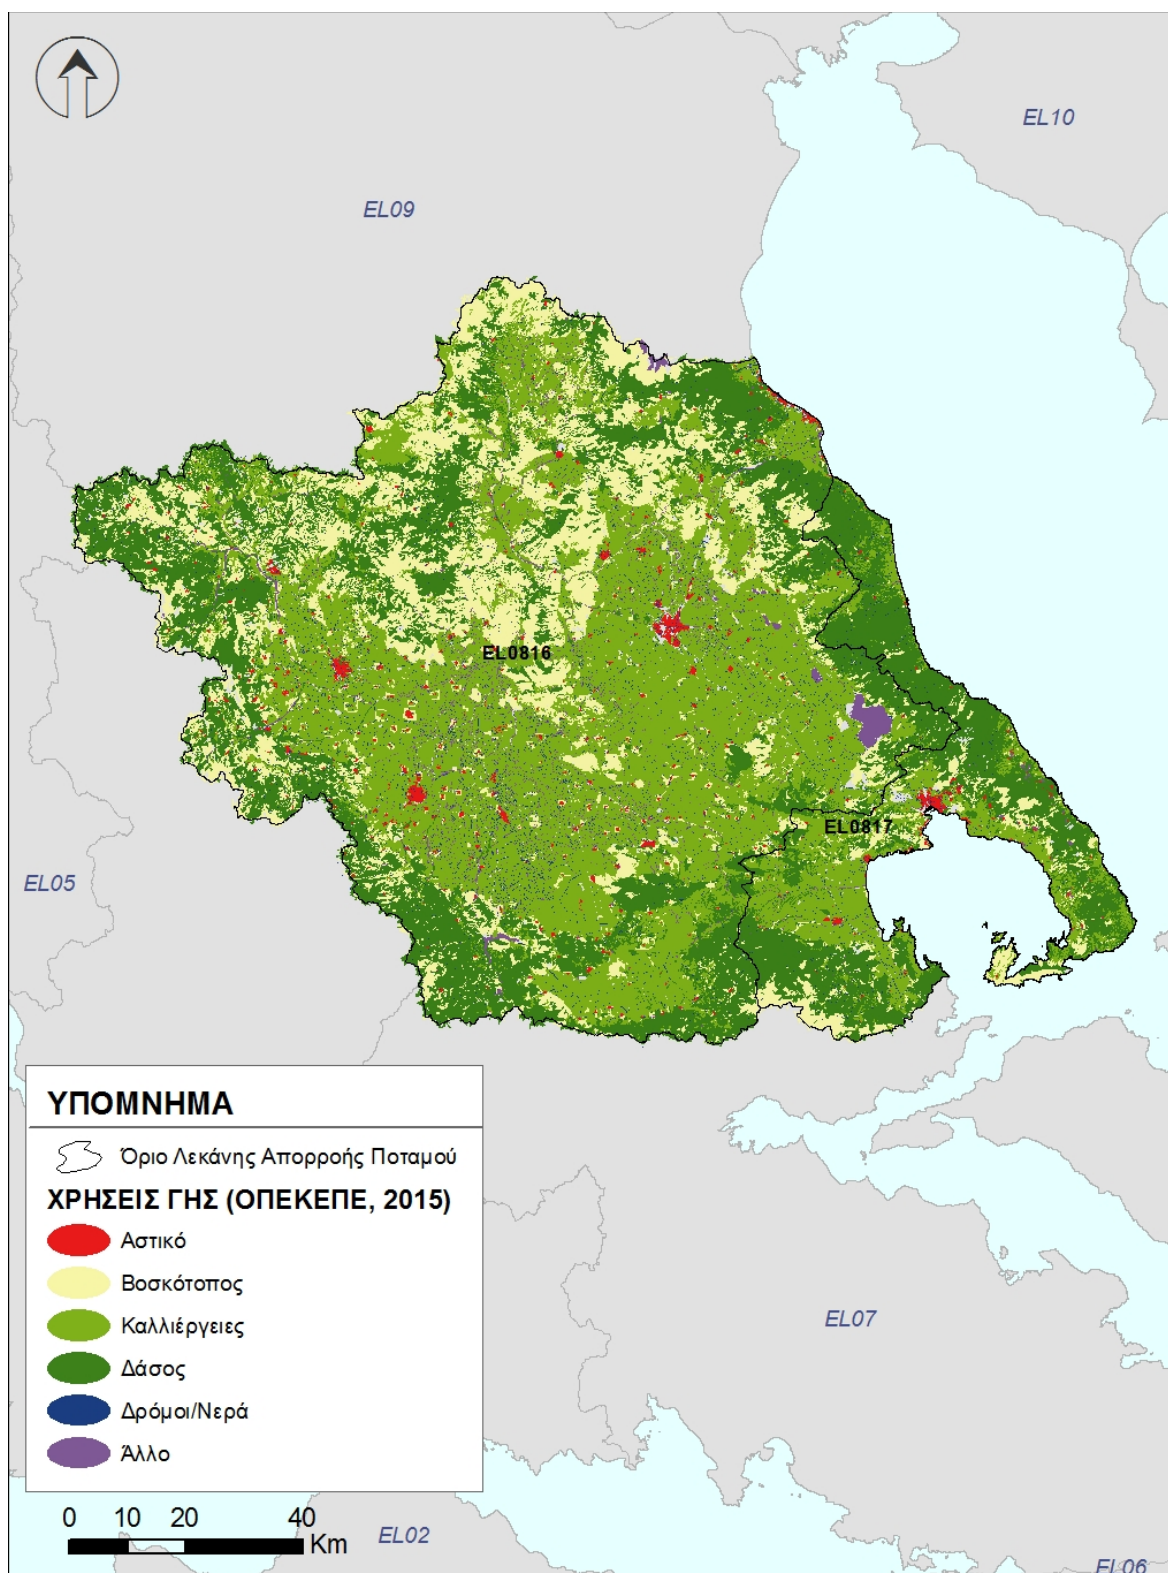 EL10
EL09
EL0816
EL0817
EL05
ΥΠΟΜΝΗΜΑ
Όριο Λεκάνης Απορροής Ποταμού
ΧΡΗΣΕΙΣ ΓΗΣ (ΟΠΕΚΕΠΕ, 2015)
Αστικό
Βοσκότοπος
Καλλιέργειες
Δάσος
Δρόμοι/Νερά
Άλλο
EL07
0 10 20 40
Km
EL02
EL06